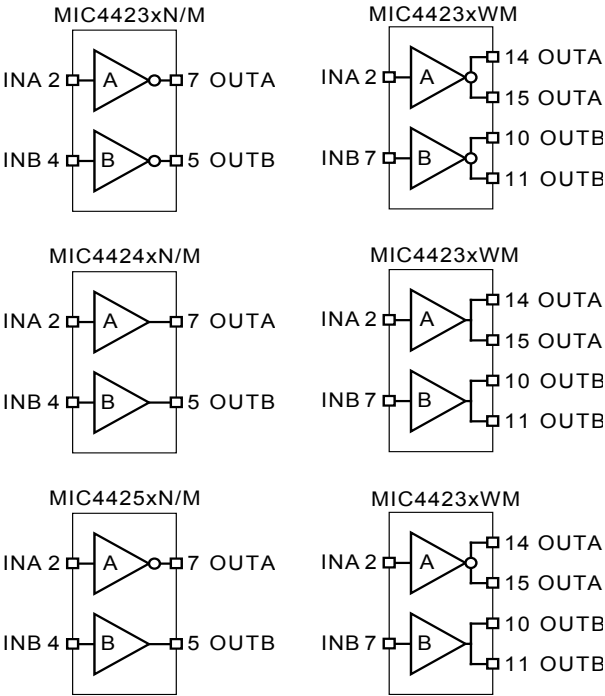 MIC4423xN/M
INA 2 A 7 OUTA
INB 4 B 5 OUTB
MIC4423xWM
INA 2 A 14 OUTA
15 OUTA
INB 7 B 10 OUTB
11 OUTB
MIC4424xN/M
INA 2 A 7 OUTA
INB 4 B 5 OUTB
MIC4423xWM
INA 2 A 14 OUTA
15 OUTA
INB 7 B 10 OUTB
11 OUTB
MIC4425xN/M
INA 2 A 7 OUTA
INB 4 B 5 OUTB
MIC4423xWM
INA 2 A 14 OUTA
15 OUTA
INB 7 B 10 OUTB
11 OUTB